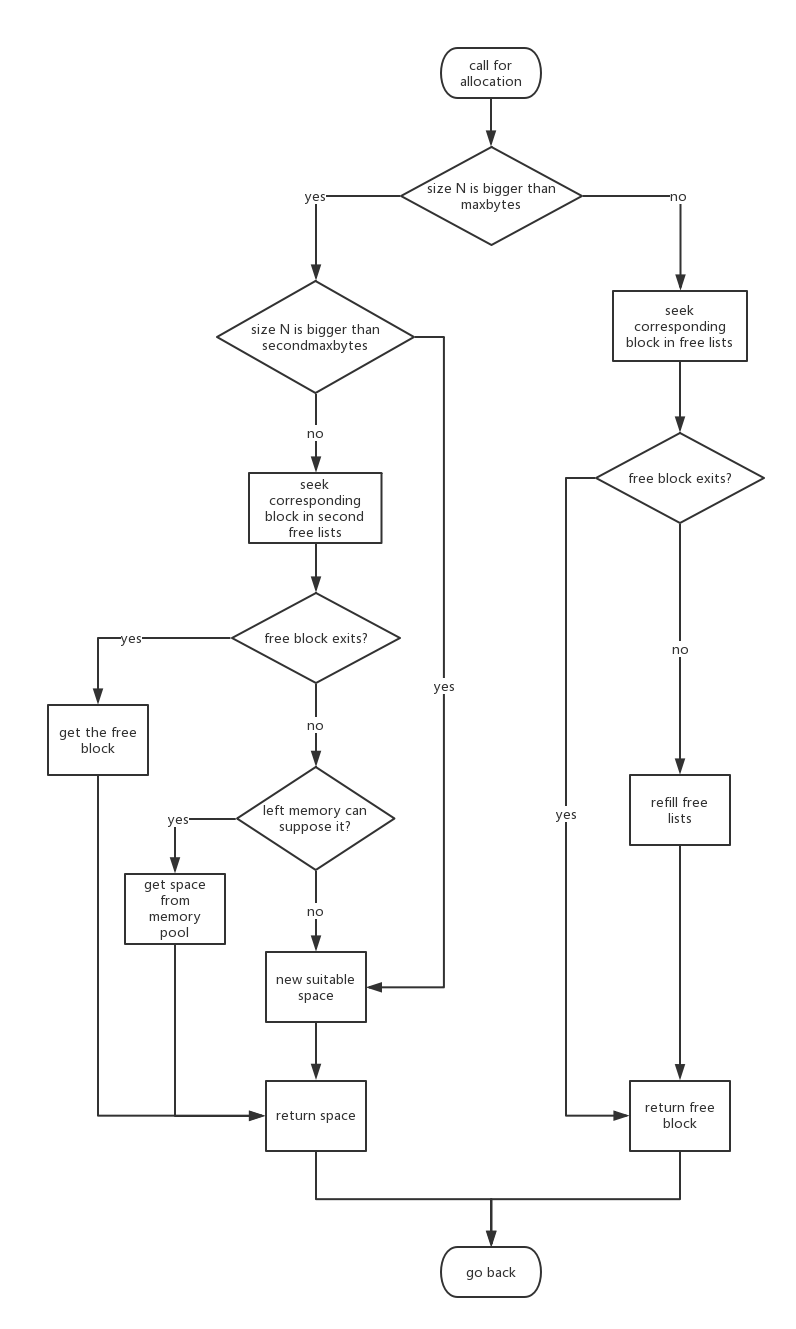 call for
allocation
size N is bigger than
maxbytes
yes
no
seek
corresponding
block in free lists
size N is bigger than
secondmaxbytes
no
seek
corresponding
block in second
free lists
free block exits?
free block exits?
yes
no
yes
no
get the free
block
left memory can
suppose it?
yes
refill free
lists
yes
get space
from
memory
pool
no
new suitable
space
return space
return free
block
go back